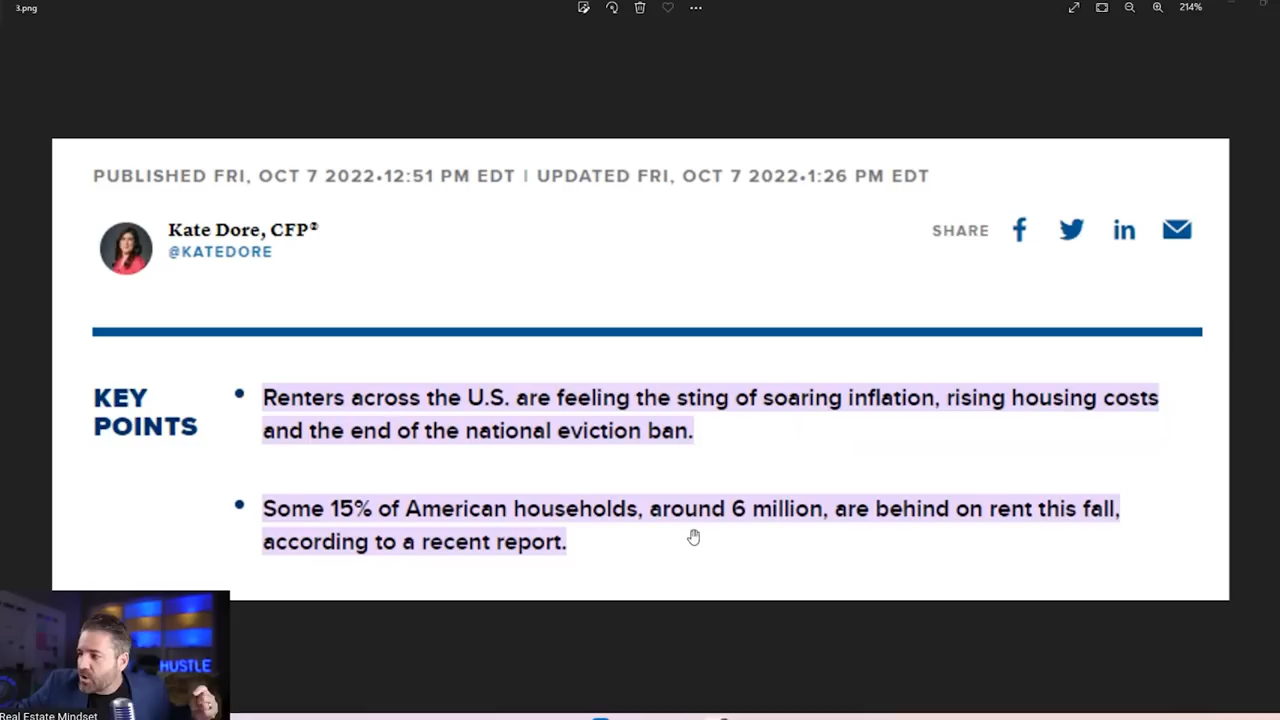 3.png
214%
PUBLISHED FRI, OCT 7 2022•12:51 PM EDT | UPDATED FRI, OCT 7 2022•1:26 PM EDT
Kate Dore, CFP®
@KATEDORE
SHARE
KEY
POINTS
• Renters across the U.S. are feeling the sting of soaring inflation, rising housing costs
and the end of the national eviction ban.
• Some 15% of American households, around 6 million, are behind on rent this fall,
according to a recent report.
HUSTLE
Real Estate Mindset